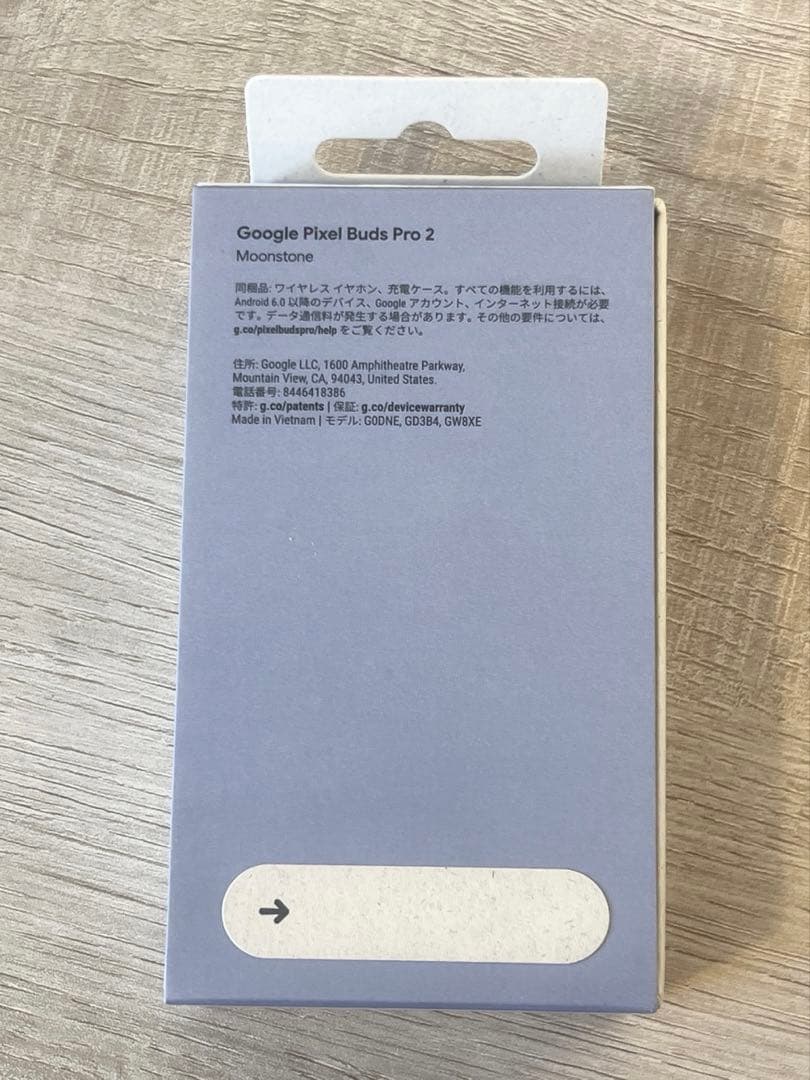 Google Pixel Buds Pro 2
Moonstone
同梱品: ワイヤレス イヤホン、充電ケース。すべての機能を利用するには、
Android 6.0 以降のデバイス、Google アカウント、インターネット接続が必要
です。データ通信料が発生する場合があります。その他の要件については、
g.co/pixelbudspro/help をご覧ください。
住所: Google LLC, 1600 Amphitheatre Parkway,
Mountain View, CA, 94043, United States.
電話番号: 8446418386
特許: g.co/patents | 保証: g.co/devicewarranty
Made in Vietnam | モデル: G0DNE, GD3B4, GW8XE